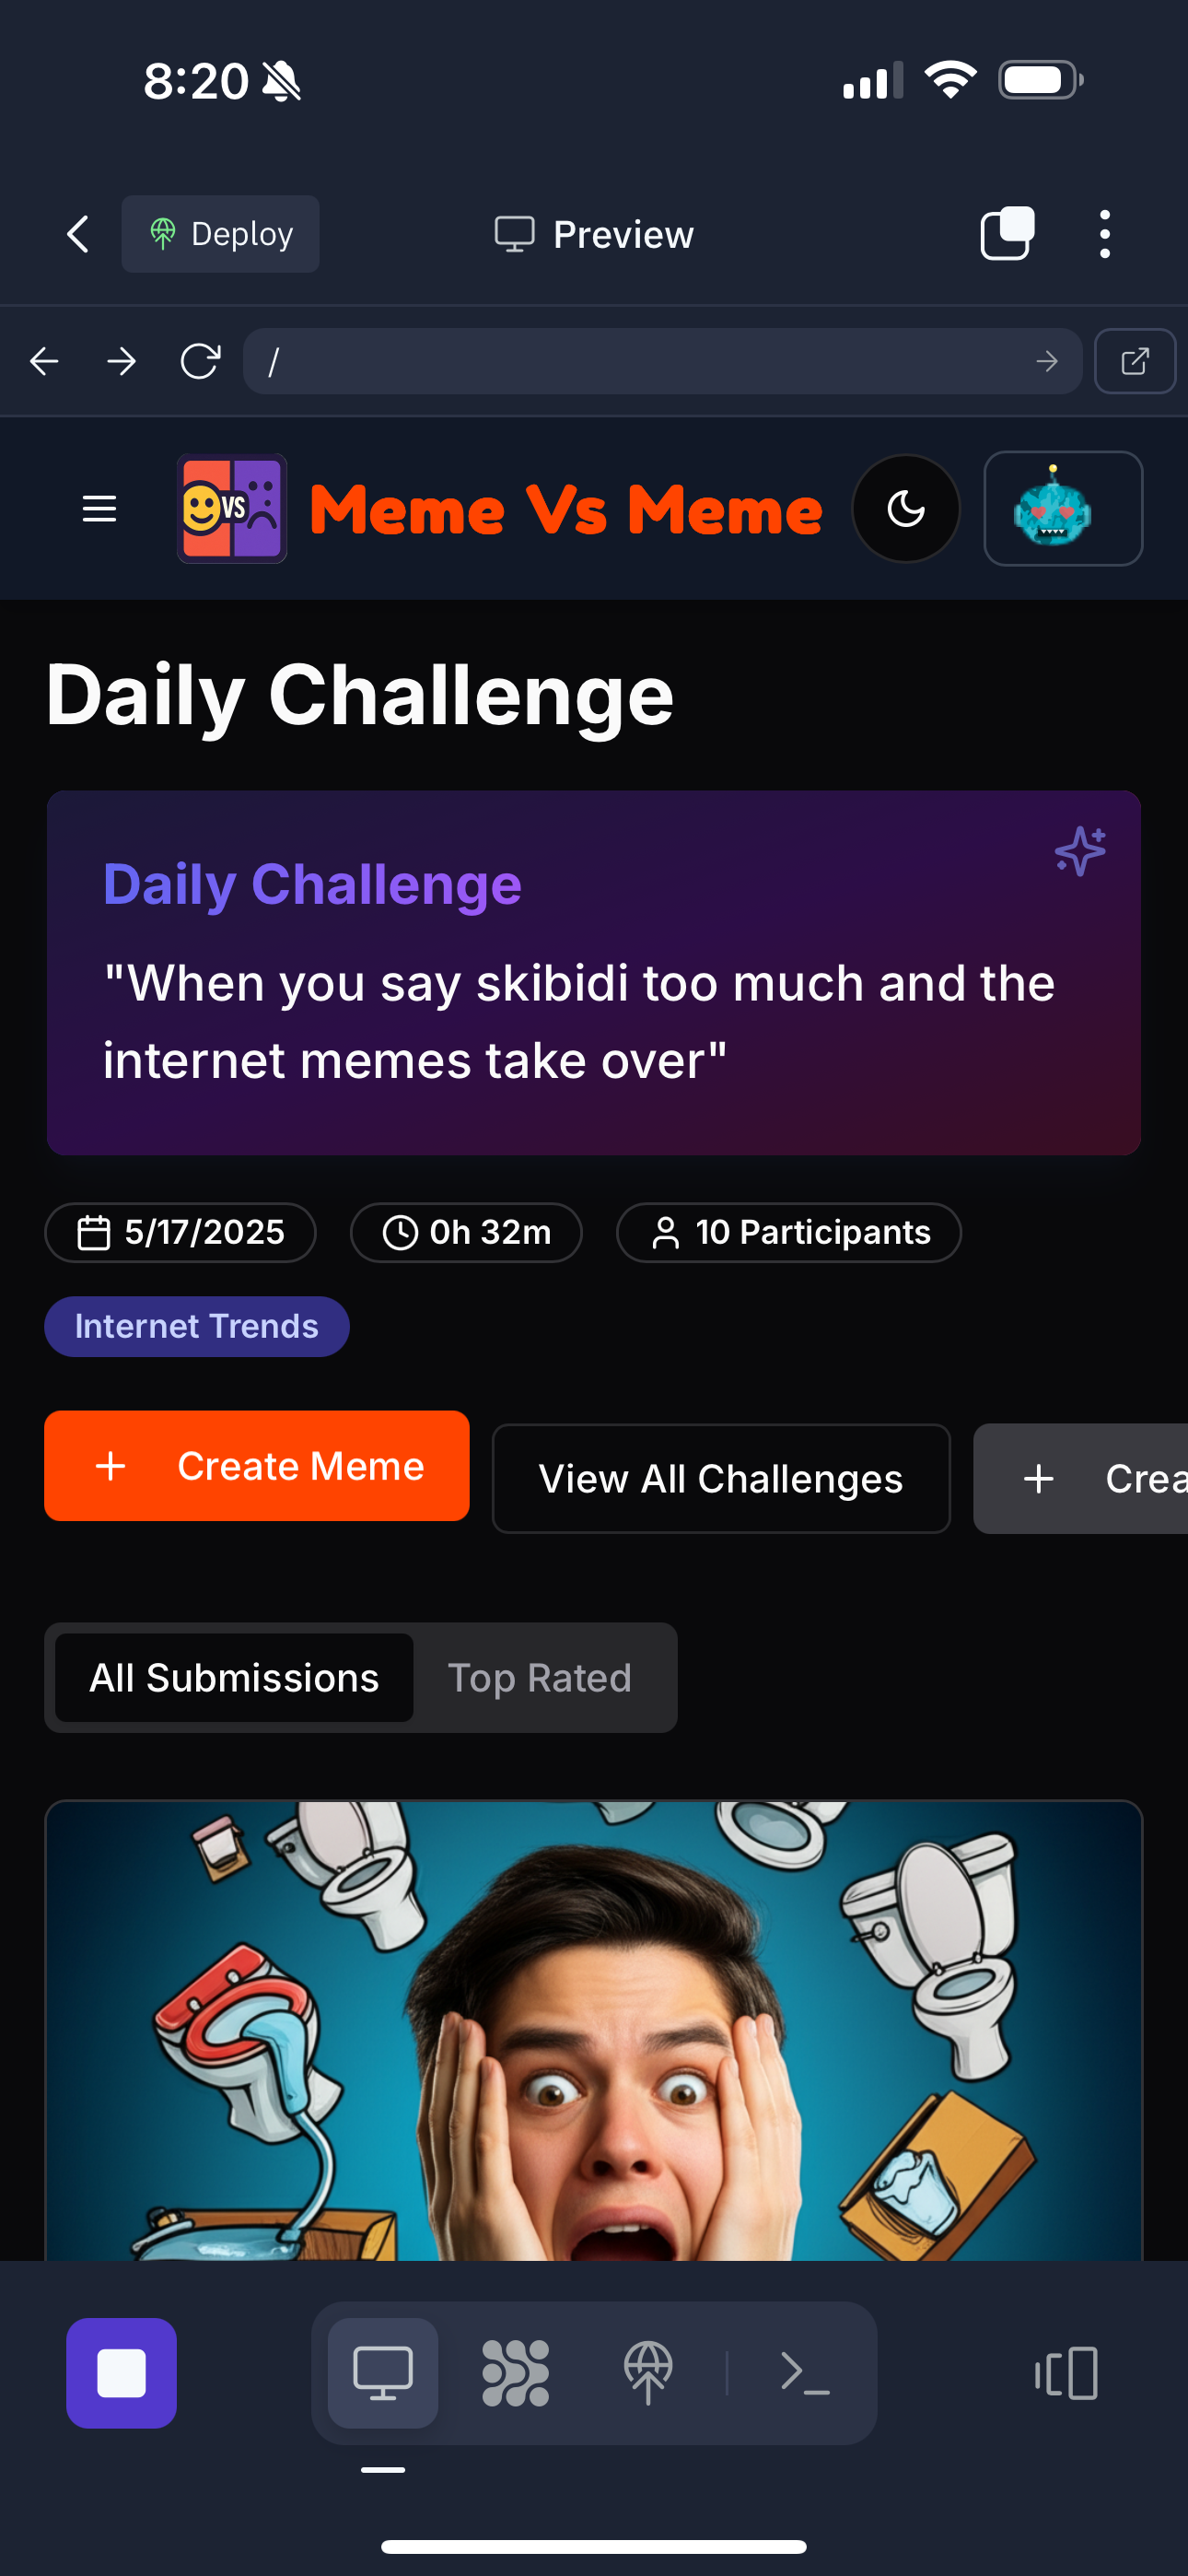 8:20
Deploy
Preview
/
VS
Meme Vs Meme
Daily Challenge
Daily Challenge
"When you say skibidi too much and the
internet memes take over"
5/17/2025
0h 32m
10 Participants
Internet Trends
Create Meme
View All Challenges
Crea
All Submissions
Top Rated